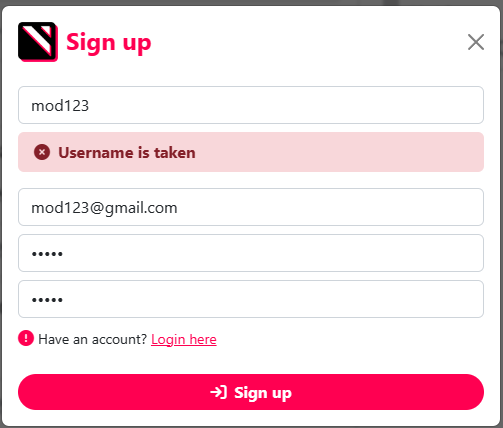 Sign up
mod123
Username is taken
mod123@gmail.com
•••••
•••••
Have an account? Login here
Sign up